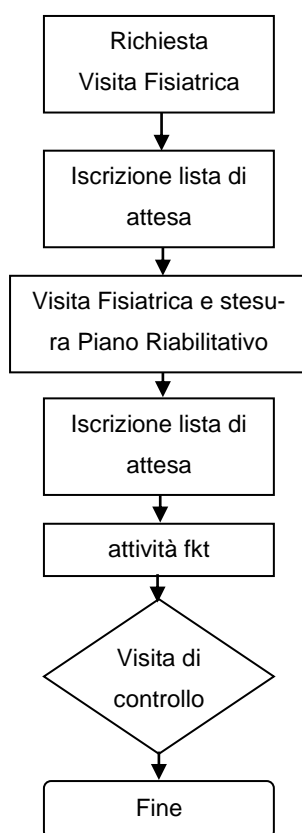 Richiesta
Visita Fisiatrica
Iscrizione lista di
attesa
Visita Fisiatrica e stesu-
ra Piano Riabilitativo
Iscrizione lista di
attesa
attività fkt
Visita di
controllo
Fine